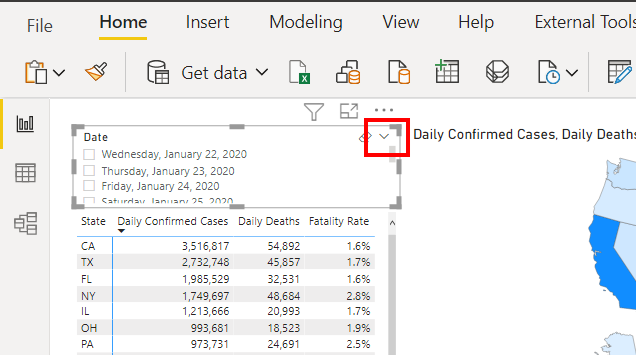 File Home Insert Modeling View Help External Tools
Get data
Date
Wednesday, January 22, 2020
Thursday, January 23, 2020
Friday, January 24, 2020
Saturday, January 25, 2020
Daily Confirmed Cases, Daily Deaths
State Daily Confirmed Cases Daily Deaths Fatality Rate
CA 3,516,817 54,892 1.6%
TX 2,732,748 45,857 1.7%
FL 1,985,529 32,531 1.6%
NY 1,749,697 48,684 2.8%
IL 1,213,666 20,993 1.7%
OH 993,681 18,523 1.9%
PA 973,731 24,691 2.5%